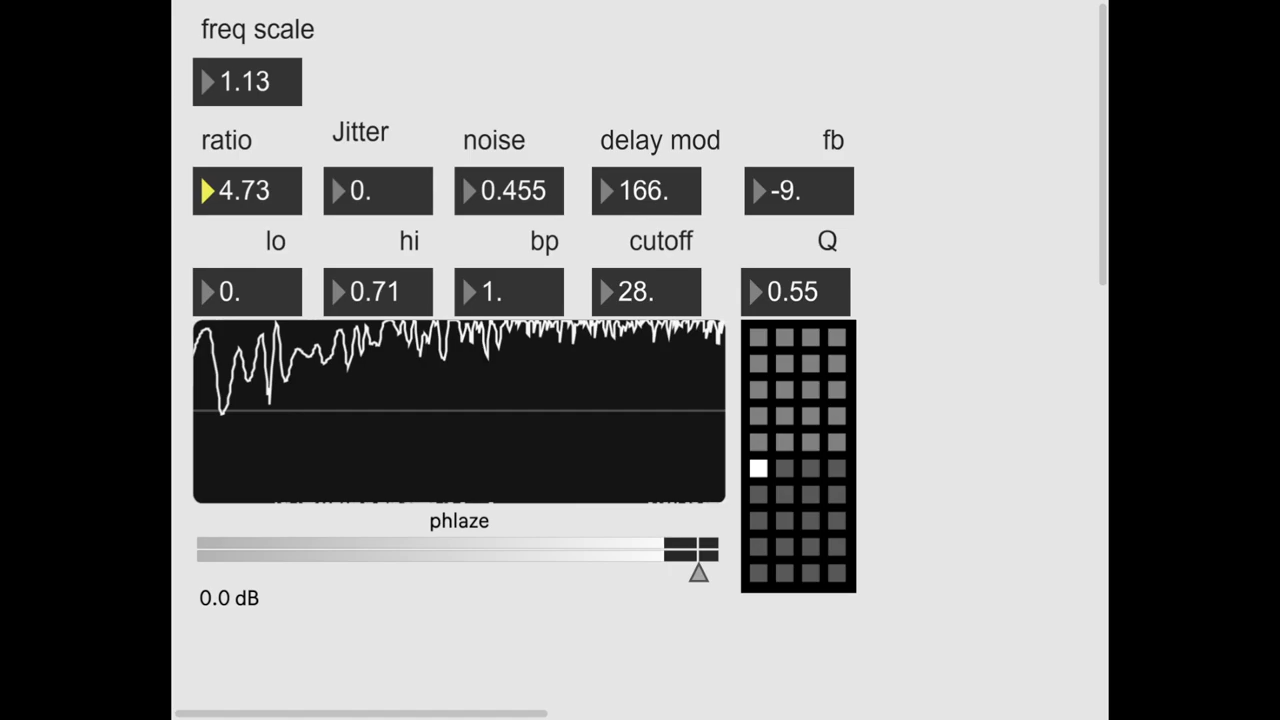 freq scale
1.13
ratio Jitter noise delay mod fb
4.73 0. 0.455 166. -9.
lo hi bp cutoff Q
0. 0.71 1. 28. 0.55
phlaze
0.0 dB